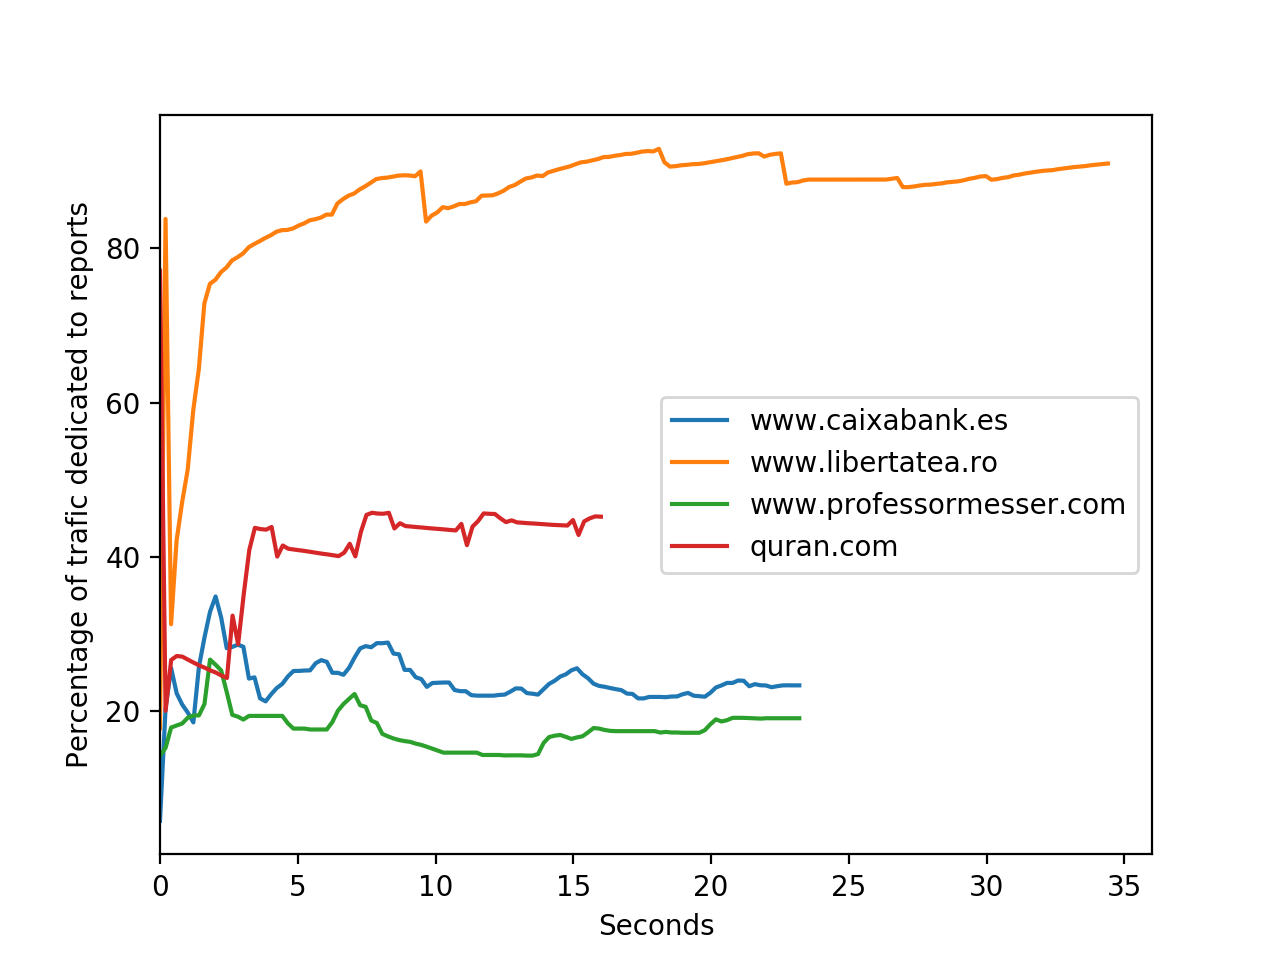 Percentage of trafic dedicated to reports
80
60
40
20
0 5 10 15 20 25 30 35
Seconds
www.caixabank.es
www.libertatea.ro
www.professormesser.com
quran.com